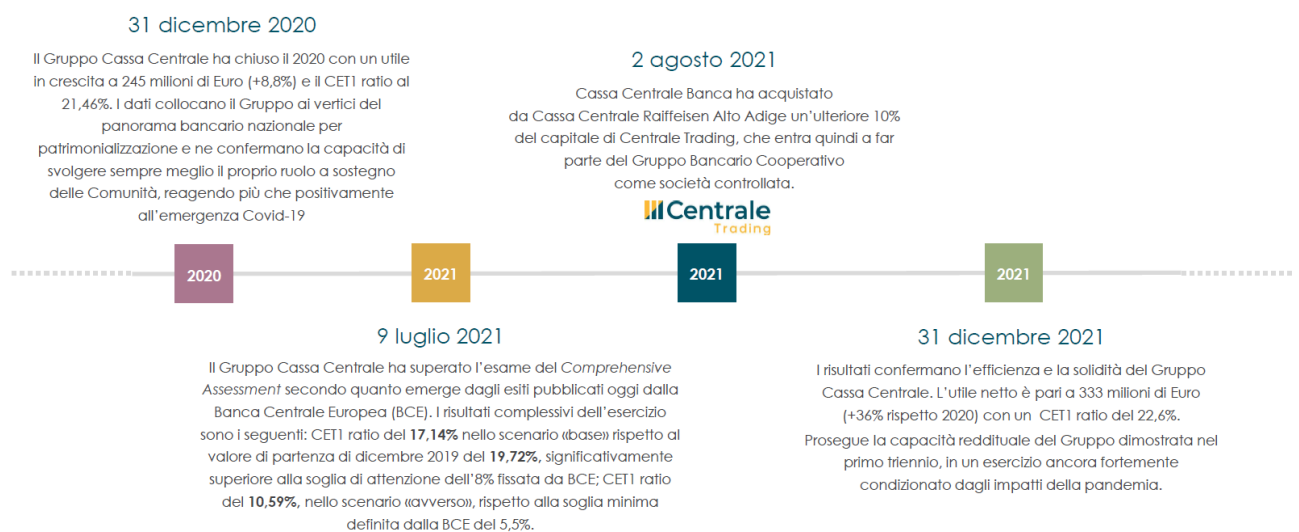 31 dicembre 2020
Il Gruppo Cassa Centrale ha chiuso il 2020 con un utile
in crescita a 245 milioni di Euro (+8,8%) e il CET1 ratio al
21,46%. I dati collocano il Gruppo ai vertici del
panorama bancario nazionale per
patrimonializzazione e ne confermano la capacità di
svolgere sempre meglio il proprio ruolo a sostegno
delle Comunità, reagendo più che positivamente
all'emergenza Covid-19
2 agosto 2021
Cassa Centrale Banca ha acquistato
da Cassa Centrale Raiffeisen Alto Adige un'ulteriore 10%
del capitale di Centrale Trading, che entra quindi a far
parte del Gruppo Bancario Cooperativo
come società controllata.
Centrale
Trading
2020
2021
2021
2021
9 luglio 2021
Il Gruppo Cassa Centrale ha superato l'esame del Comprehensive
Assessment secondo quanto emerge dagli esiti pubblicati oggi dalla
Banca Centrale Europea (BCE). I risultati complessivi dell'esercizio
sono i seguenti: CET1 ratio del 17,14% nello scenario «base» rispetto al
valore di partenza di dicembre 2019 del 19,72%, significativamente
superiore alla soglia di attenzione dell'8% fissata da BCE; CET1 ratio
del 10,59%, nello scenario «avverso», rispetto alla soglia minima
definita dalla BCE del 5,5%.
31 dicembre 2021
I risultati confermano l'efficienza e la solidità del Gruppo
Cassa Centrale. L'utile netto è pari a 333 milioni di Euro
(+36% rispetto 2020) con un CET1 ratio del 22,6%.
Prosegue la capacità reddituale del Gruppo dimostrata nel
primo triennio, in un esercizio ancora fortemente
condizionato dagli impatti della pandemia.